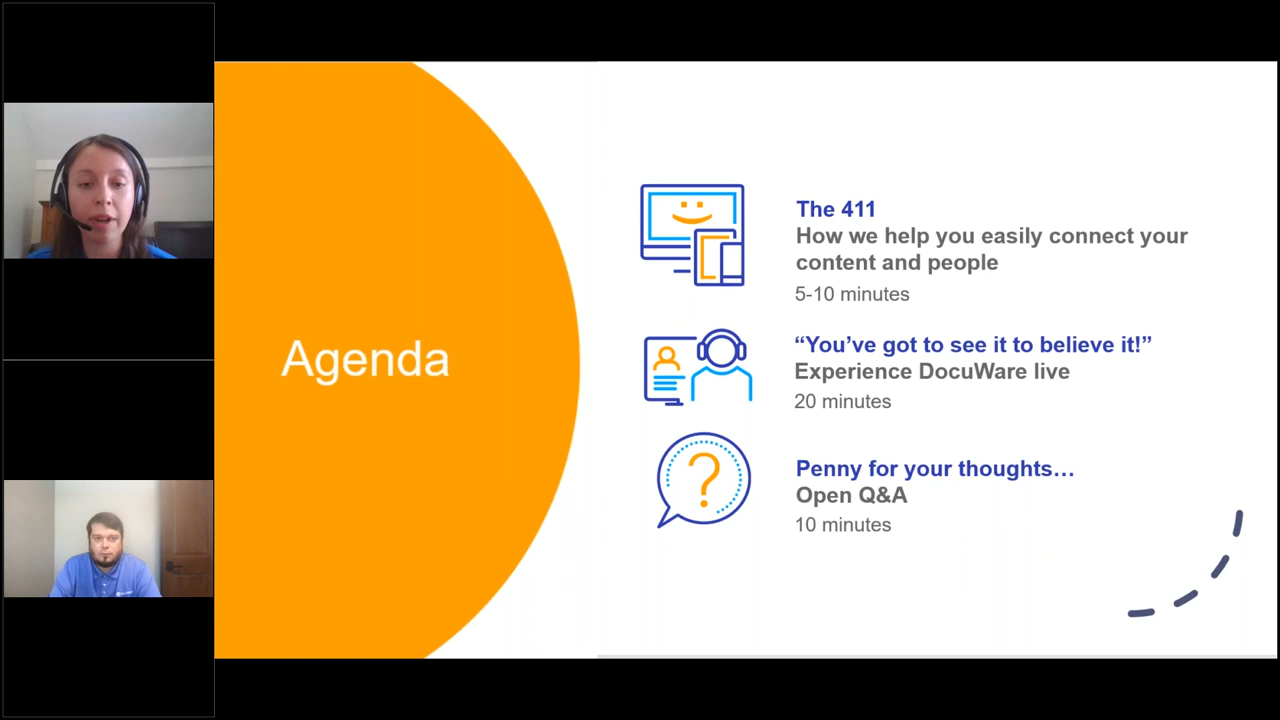 Agenda
The 411
How we help you easily connect your
content and people
5-10 minutes
“You’ve got to see it to believe it!”
Experience DocuWare live
20 minutes
Penny for your thoughts…
Open Q&A
10 minutes